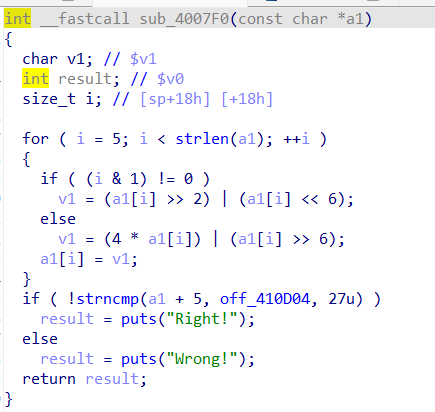 int __fastcall sub_4007F0(const char *a1)
{
  char v1; // $v1
  int result; // $v0
  size_t i; // [sp+18h] [+18h]

  for ( i = 5; i < strlen(a1); ++i )
  {
    if ( (i & 1) != 0 )
      v1 = (a1[i] >> 2) | (a1[i] << 6);
    else
      v1 = (4 * a1[i]) | (a1[i] >> 6);
    a1[i] = v1;
  }
  if ( !strncmp(a1 + 5, off_410D04, 27u) )
    result = puts("Right!");
  else
    result = puts("Wrong!");
  return result;
}